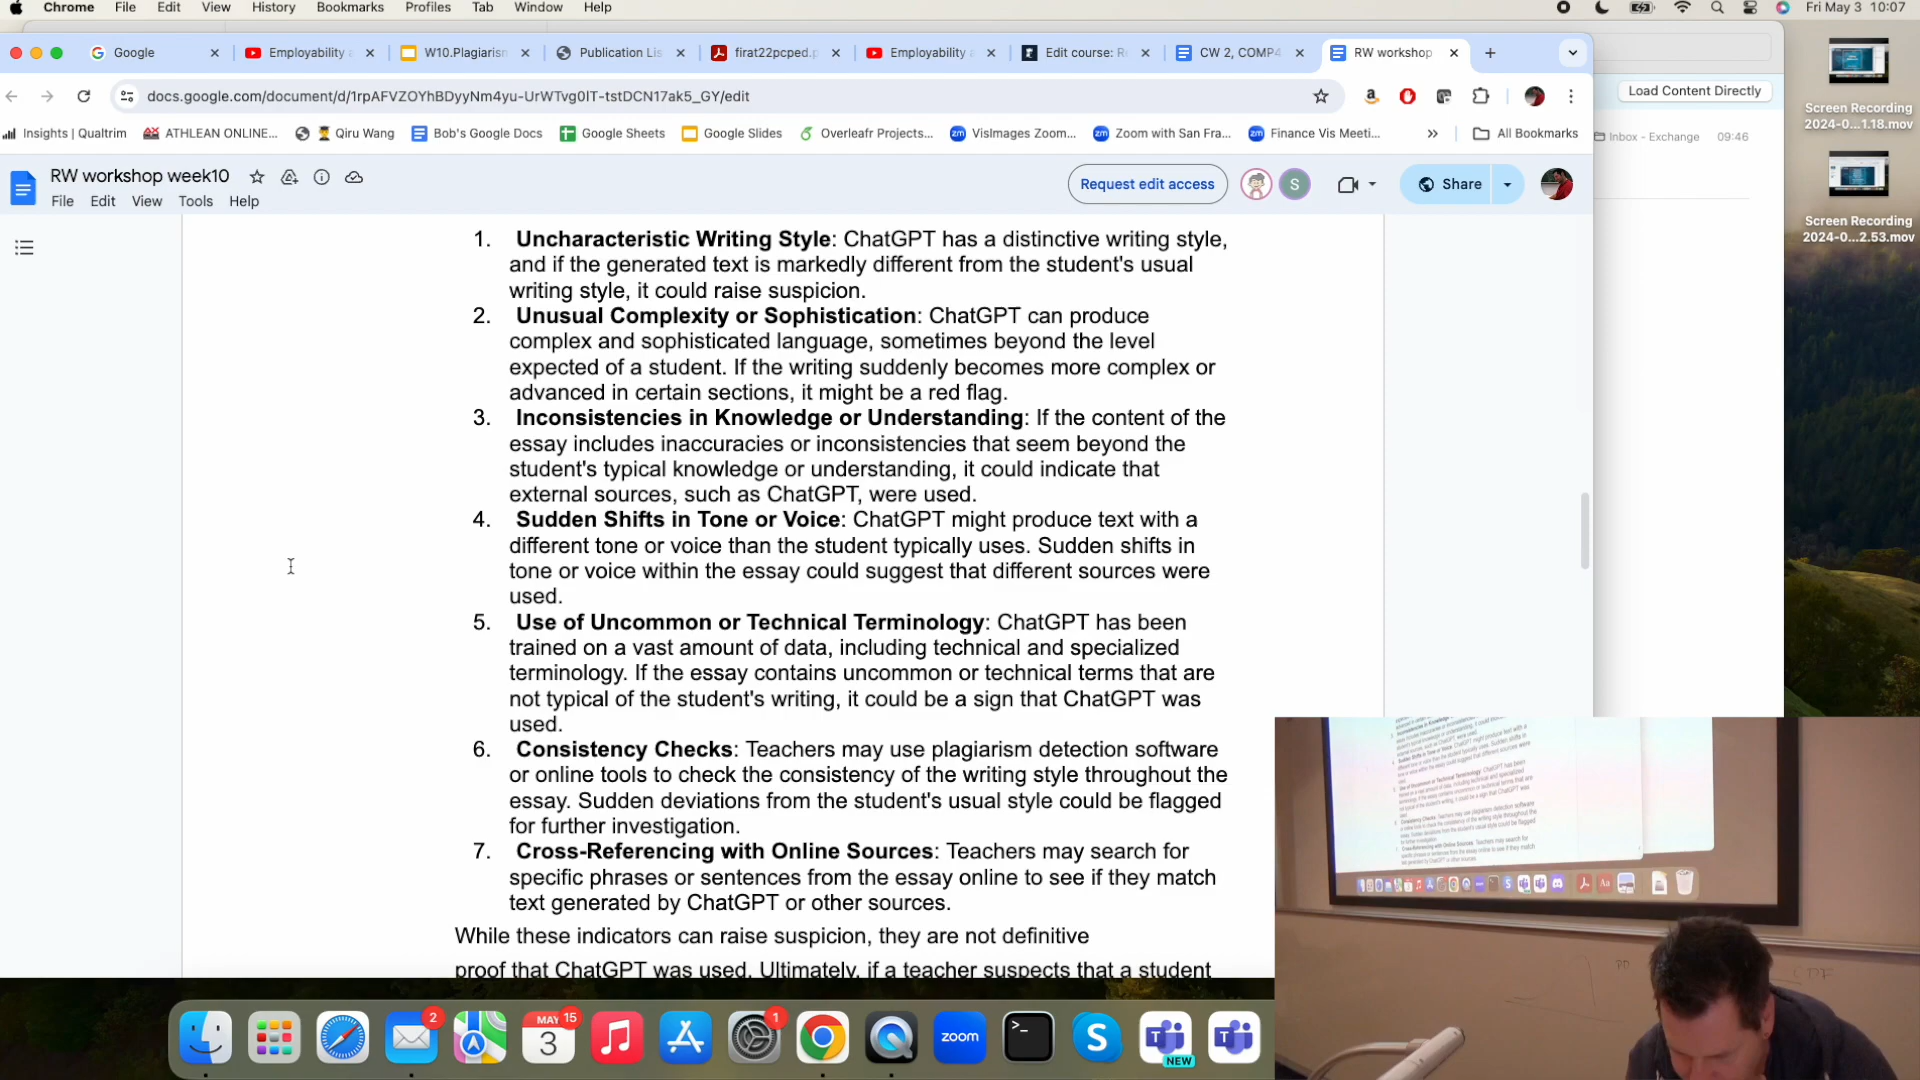 Chrome File Edit View History Bookmarks Profiles Tab Window Help Fri May 3 10:07
Google Employability a W10.Plagiarism Publication Lis firat22pcped.p Employability a Edit course: Re CW 2, COMP4 RW workshop
docs.google.com/document/d/1rpAFVZOYhBDyyNm4yu-UrWTvg0IT-tstDCN17ak5_GY/edit
Load Content Directly
Insights | Qualtrim ATHLEAN ONLINE... Qiru Wang Bob's Google Docs Google Sheets Google Slides Overleafr Projects... VisImages Zoom... Zoom with San Fra... Finance Vis Meeti... » All Bookmarks
Inbox - Exchange 09:46
Screen Recording
2024-0...1.18.mov
Screen Recording
2024-0...2.53.mov
RW workshop week10
File Edit View Tools Help
Request edit access
S
Share
1. Uncharacteristic Writing Style: ChatGPT has a distinctive writing style,
and if the generated text is markedly different from the student's usual
writing style, it could raise suspicion.
2. Unusual Complexity or Sophistication: ChatGPT can produce
complex and sophisticated language, sometimes beyond the level
expected of a student. If the writing suddenly becomes more complex or
advanced in certain sections, it might be a red flag.
3. Inconsistencies in Knowledge or Understanding: If the content of the
essay includes inaccuracies or inconsistencies that seem beyond the
student's typical knowledge or understanding, it could indicate that
external sources, such as ChatGPT, were used.
4. Sudden Shifts in Tone or Voice: ChatGPT might produce text with a
different tone or voice than the student typically uses. Sudden shifts in
tone or voice within the essay could suggest that different sources were
used.
5. Use of Uncommon or Technical Terminology: ChatGPT has been
trained on a vast amount of data, including technical and specialized
terminology. If the essay contains uncommon or technical terms that are
not typical of the student's writing, it could be a sign that ChatGPT was
used.
6. Consistency Checks: Teachers may use plagiarism detection software
or online tools to check the consistency of the writing style throughout the
essay. Sudden deviations from the student's usual style could be flagged
for further investigation.
7. Cross-Referencing with Online Sources: Teachers may search for
specific phrases or sentences from the essay online to see if they match
text generated by ChatGPT or other sources.
While these indicators can raise suspicion, they are not definitive
proof that ChatGPT was used. Ultimately, if a teacher suspects that a student
2
MAY 15
3
1
zoom
NEW